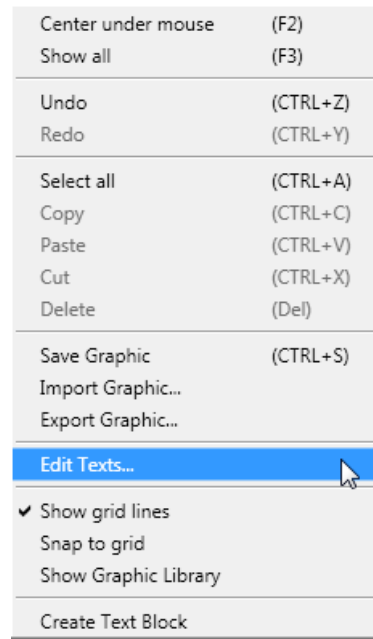 Center under mouse (F2)
Show all (F3)
Undo (CTRL+Z)
Redo (CTRL+Y)
Select all (CTRL+A)
Copy (CTRL+C)
Paste (CTRL+V)
Cut (CTRL+X)
Delete (Del)
Save Graphic (CTRL+S)
Import Graphic...
Export Graphic...
Edit Texts...
Show grid lines
Snap to grid
Show Graphic Library
Create Text Block